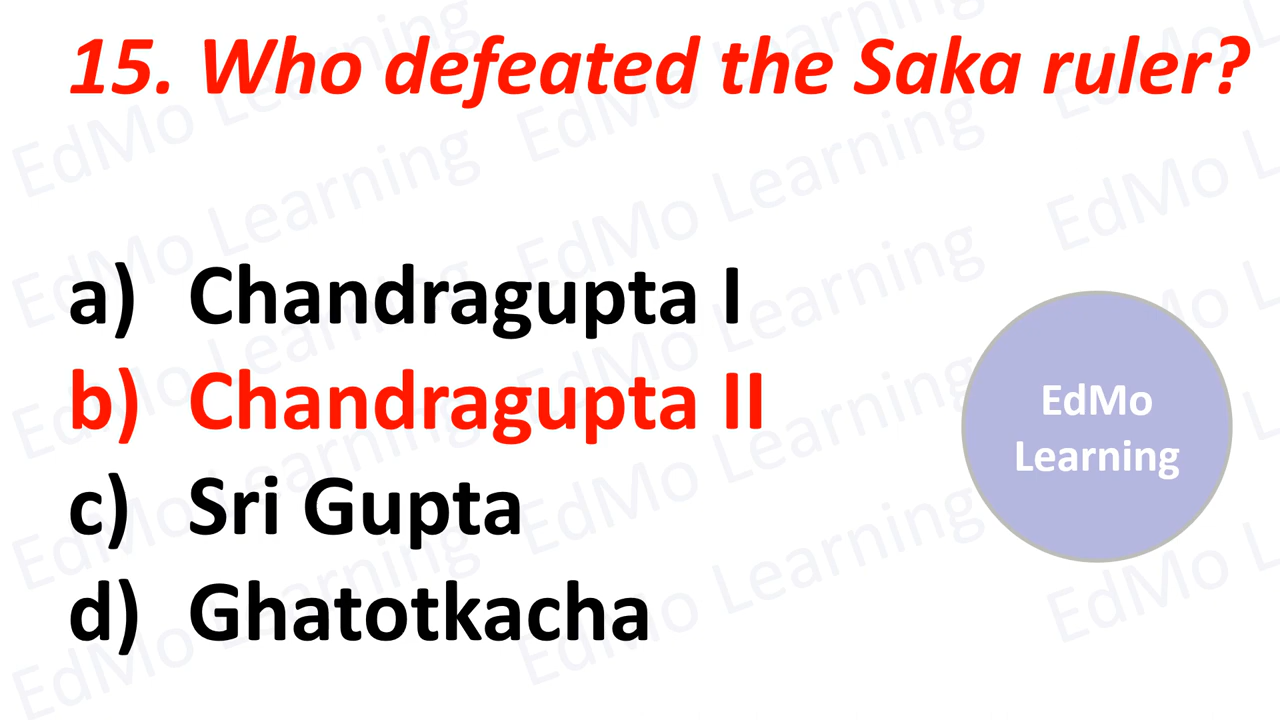 15. Who defeated the Saka ruler?
a) Chandragupta I
b) Chandragupta II
c) Sri Gupta
d) Ghatotkacha
EdMo
Learning